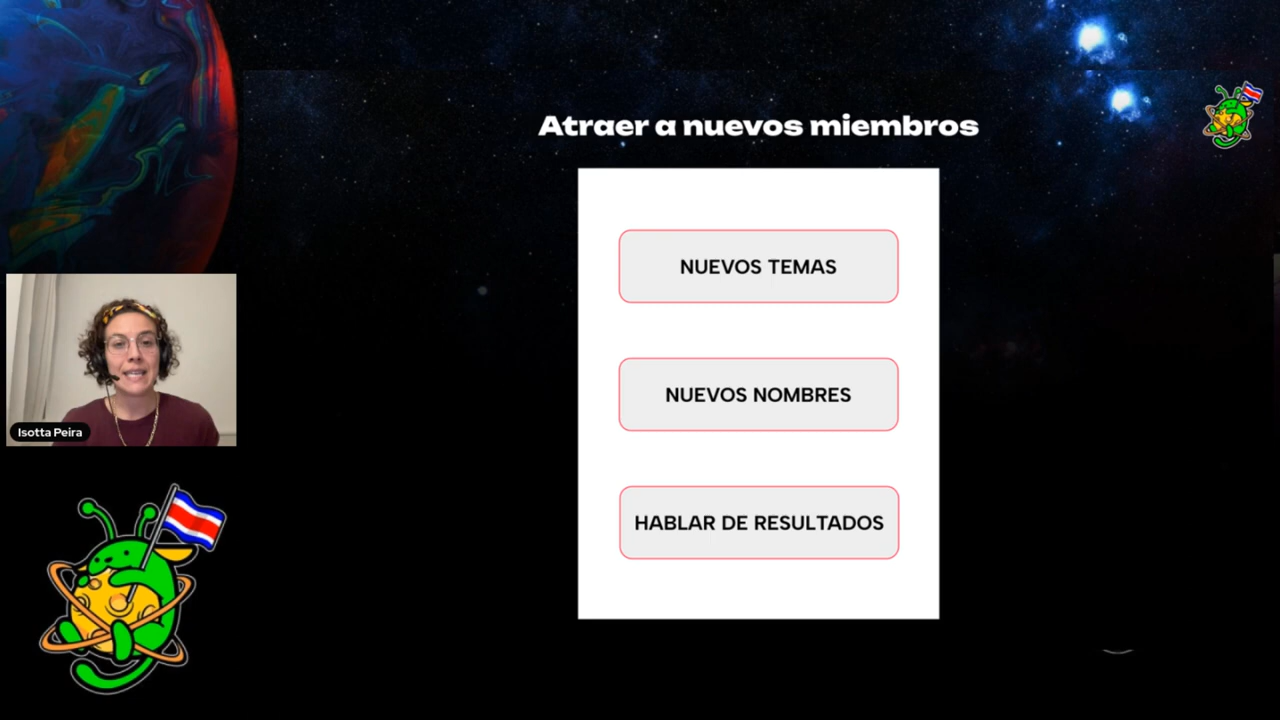 Atraer a nuevos miembros
NUEVOS TEMAS
NUEVOS NOMBRES
HABLAR DE RESULTADOS
Isotta Peira